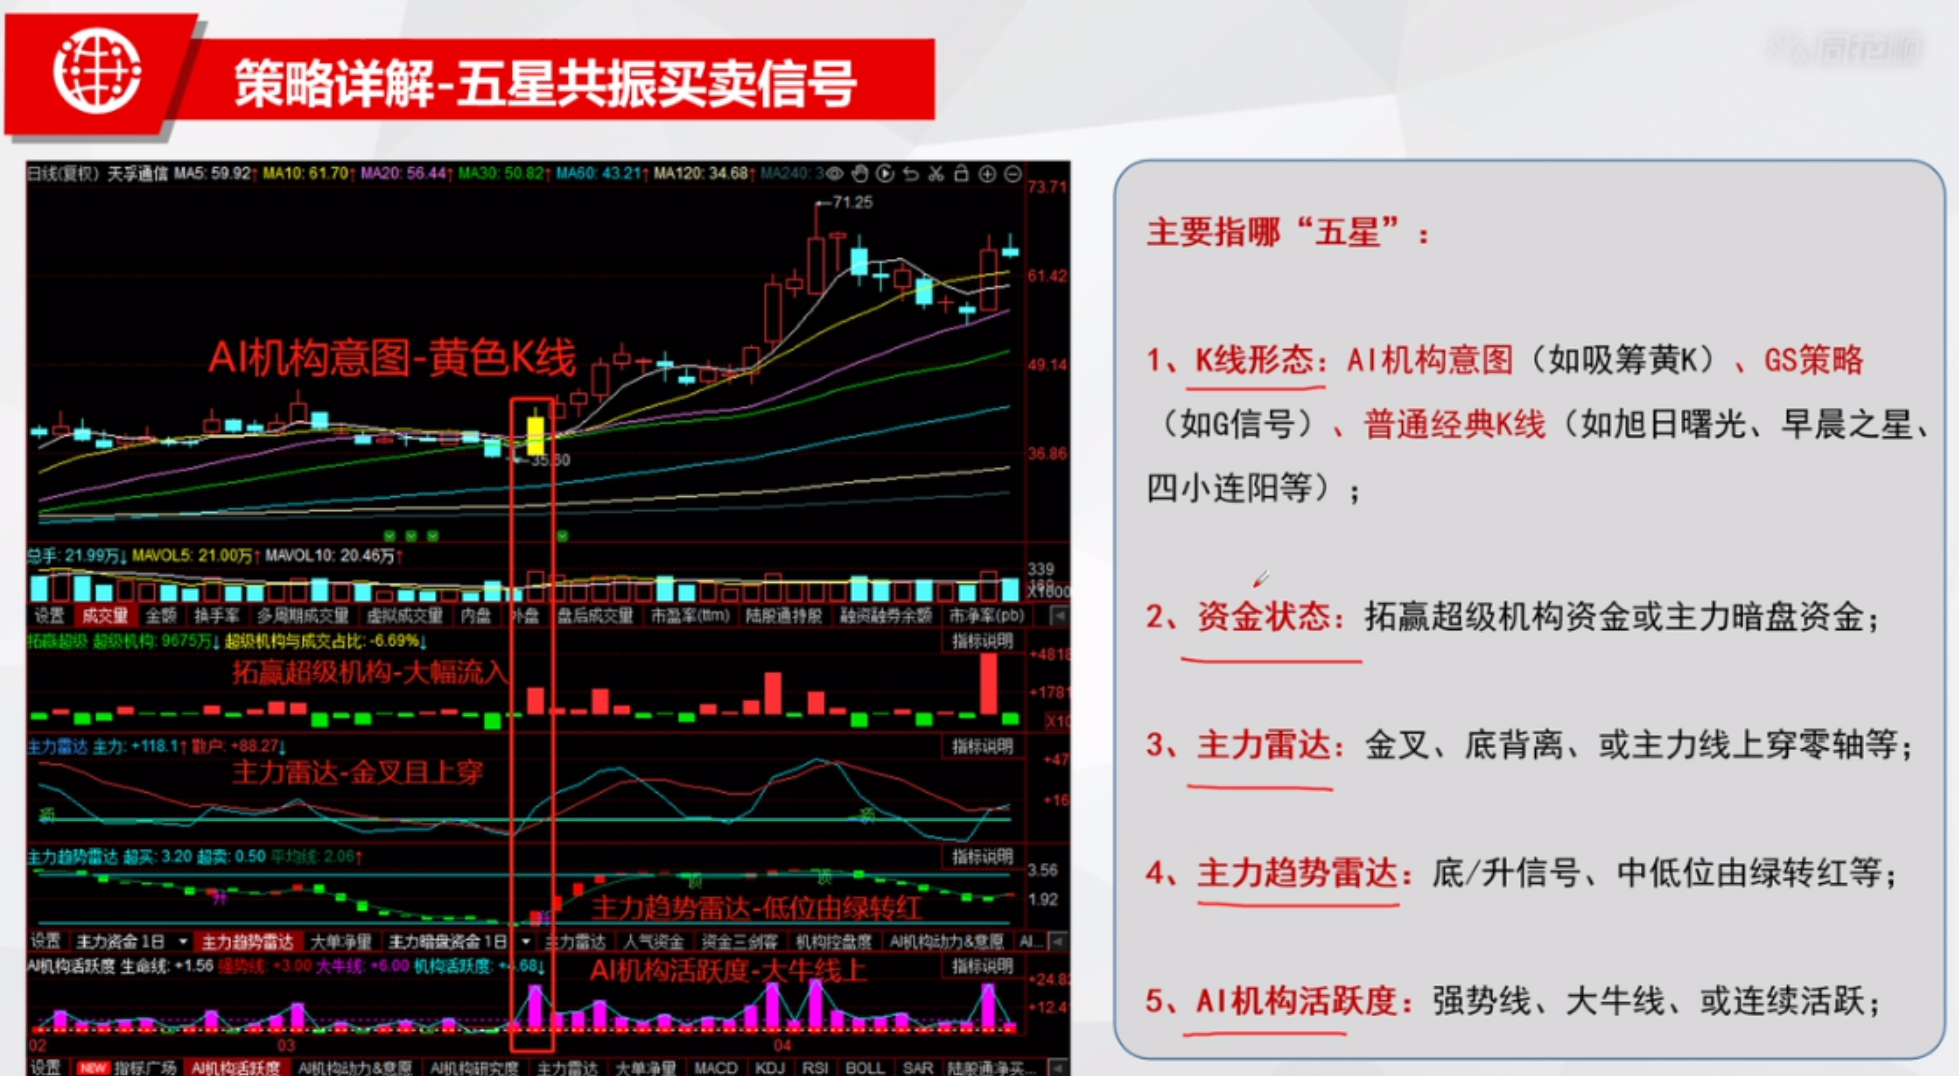 同花顺
策略详解-五星共振买卖信号
日线(复权) 天孚通信 MA5: 59.92↑ MA10: 61.70↑ MA20: 56.44↑ MA30: 50.82↑ MA60: 43.21↑ MA120: 34.68↑ MA240: 3
73.71
71.25
61.42
AI机构意图-黄色K线
49.14
36.86
35.60
总手: 21.99万↓ MAVOL5: 21.00万↑ MAVOL10: 20.46万↑
339
X1000
设置 成交量 金额 换手率 多周期成交量 虚拟成交量 内盘 外盘 盘后成交量 市盈率(ttm) 陆股通持股 融资融券余额 市净率(pb)
拓赢超级 超级机构: 9675万↓ 超级机构与成交占比: -6.69%↓ 指标说明
+4818
拓赢超级机构-大幅流入
+1781
X10
主力雷达 主力: +118.1↑ 散户: +88.27↓ 指标说明
+47
主力雷达-金叉且上穿
+16
主力趋势雷达 超买: 3.20 超卖: 0.50 平均线: 2.06↑ 指标说明
3.56
顶 顶
升
1.92
主力趋势雷达-低位由绿转红
设置 主力资金1日 主力趋势雷达 大单净量 主力暗盘资金1日 主力雷达 人气资金 资金三剑客 机构控盘度 AI机构动力&意愿 AI...
AI机构活跃度 生命线: +1.56 强势线: +3.00 大牛线: +6.00 机构活跃度: +4.68↓ 指标说明
AI机构活跃度-大牛线上
+24.8
+12.4
02 03 04
设置 NEW 指标广场 AI机构活跃度 AI机构动力&意愿 AI机构研究度 主力雷达 大单净量 MACD KDJ RSI BOLL SAR 陆股通净买...
主要指哪“五星”：
1、K线形态：AI机构意图（如吸筹黄K）、GS策略
（如G信号）、普通经典K线（如旭日曙光、早晨之星、
四小连阳等）；
2、资金状态：拓赢超级机构资金或主力暗盘资金；
3、主力雷达：金叉、底背离、或主力线上穿零轴等；
4、主力趋势雷达：底/升信号、中低位由绿转红等；
5、AI机构活跃度：强势线、大牛线、或连续活跃；